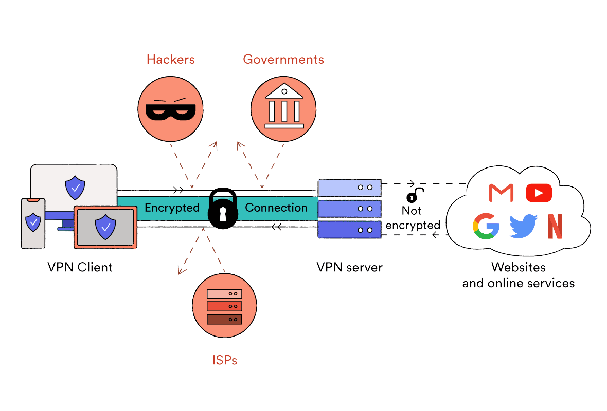 Hackers
Governments
Encrypted
Connection
Not
encrypted
VPN Client
VPN server
Websites
and online services
ISPs